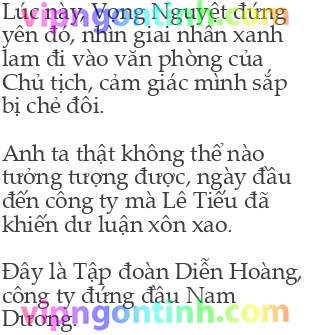 Lúc này, Vọng Nguyệt đứng
yên đó, nhìn giai nhân xanh
lam đi vào văn phòng của
Chủ tịch, cảm giác mình sắp
bị chẻ đôi.
Anh ta thật không thể nào
tưởng tượng được, ngày đầu
đến công ty mà Lê Tiếu đã
khiến dư luận xôn xao.
Đây là Tập đoàn Diễn Hoàng,
công ty đứng đầu Nam
Dương.
vipngontinh.com
vipngontinh.com